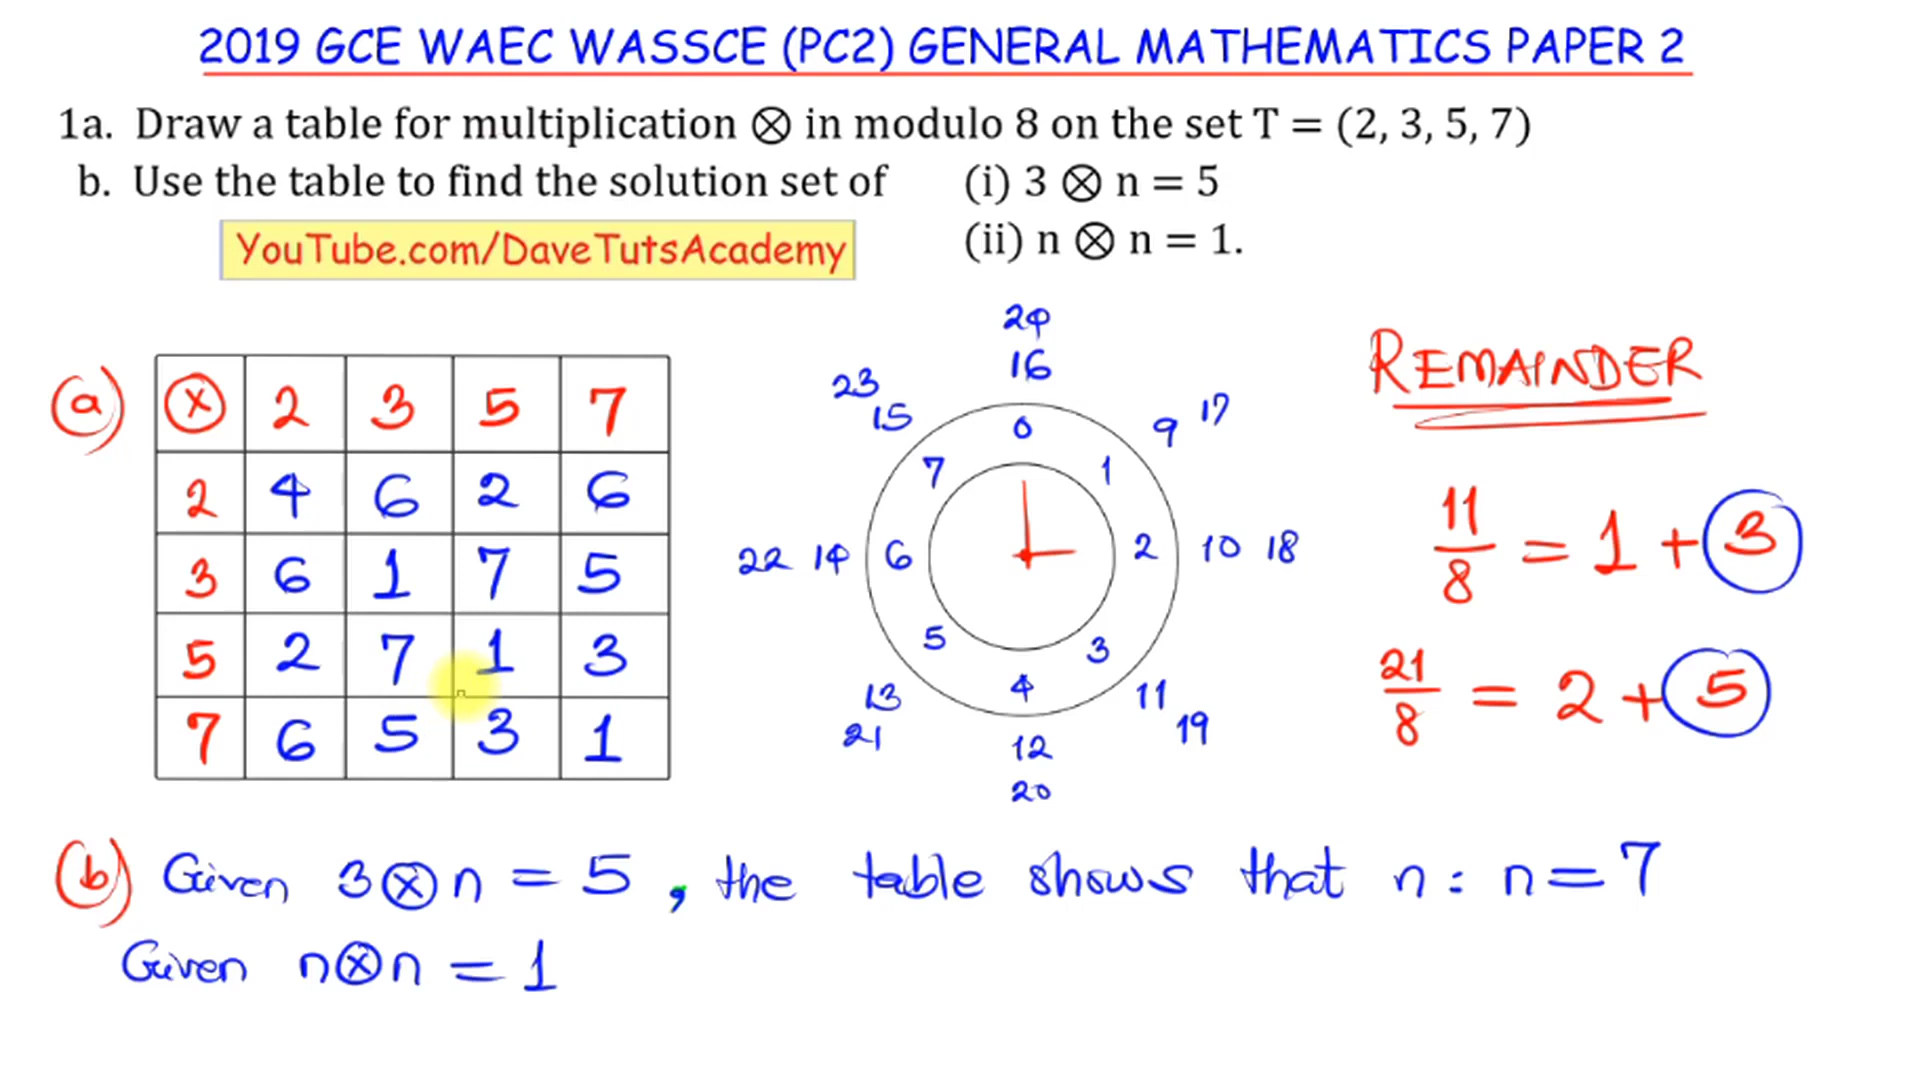 2019 GCE WAEC WASSCE (PC2) GENERAL MATHEMATICS PAPER 2
1a. Draw a table for multiplication ⊗ in modulo 8 on the set T = (2, 3, 5, 7)
b. Use the table to find the solution set of (i) 3 ⊗ n = 5
(ii) n ⊗ n = 1.
YouTube.com/DaveTutsAcademy
(a)
⊗ 2 3 5 7
2 4 6 2 6
3 6 1 7 5
5 2 7 1 3
7 6 5 3 1
24
16
23
15
0
9 17
7 1
22 14 6 2 10 18
5 3
4
13
21
11
19
12
20
REMAINDER
11/8 = 1 + 3
21/8 = 2 + 5
(b) Given 3 ⊗ n = 5, the table shows that n : n = 7
Given n ⊗ n = 1